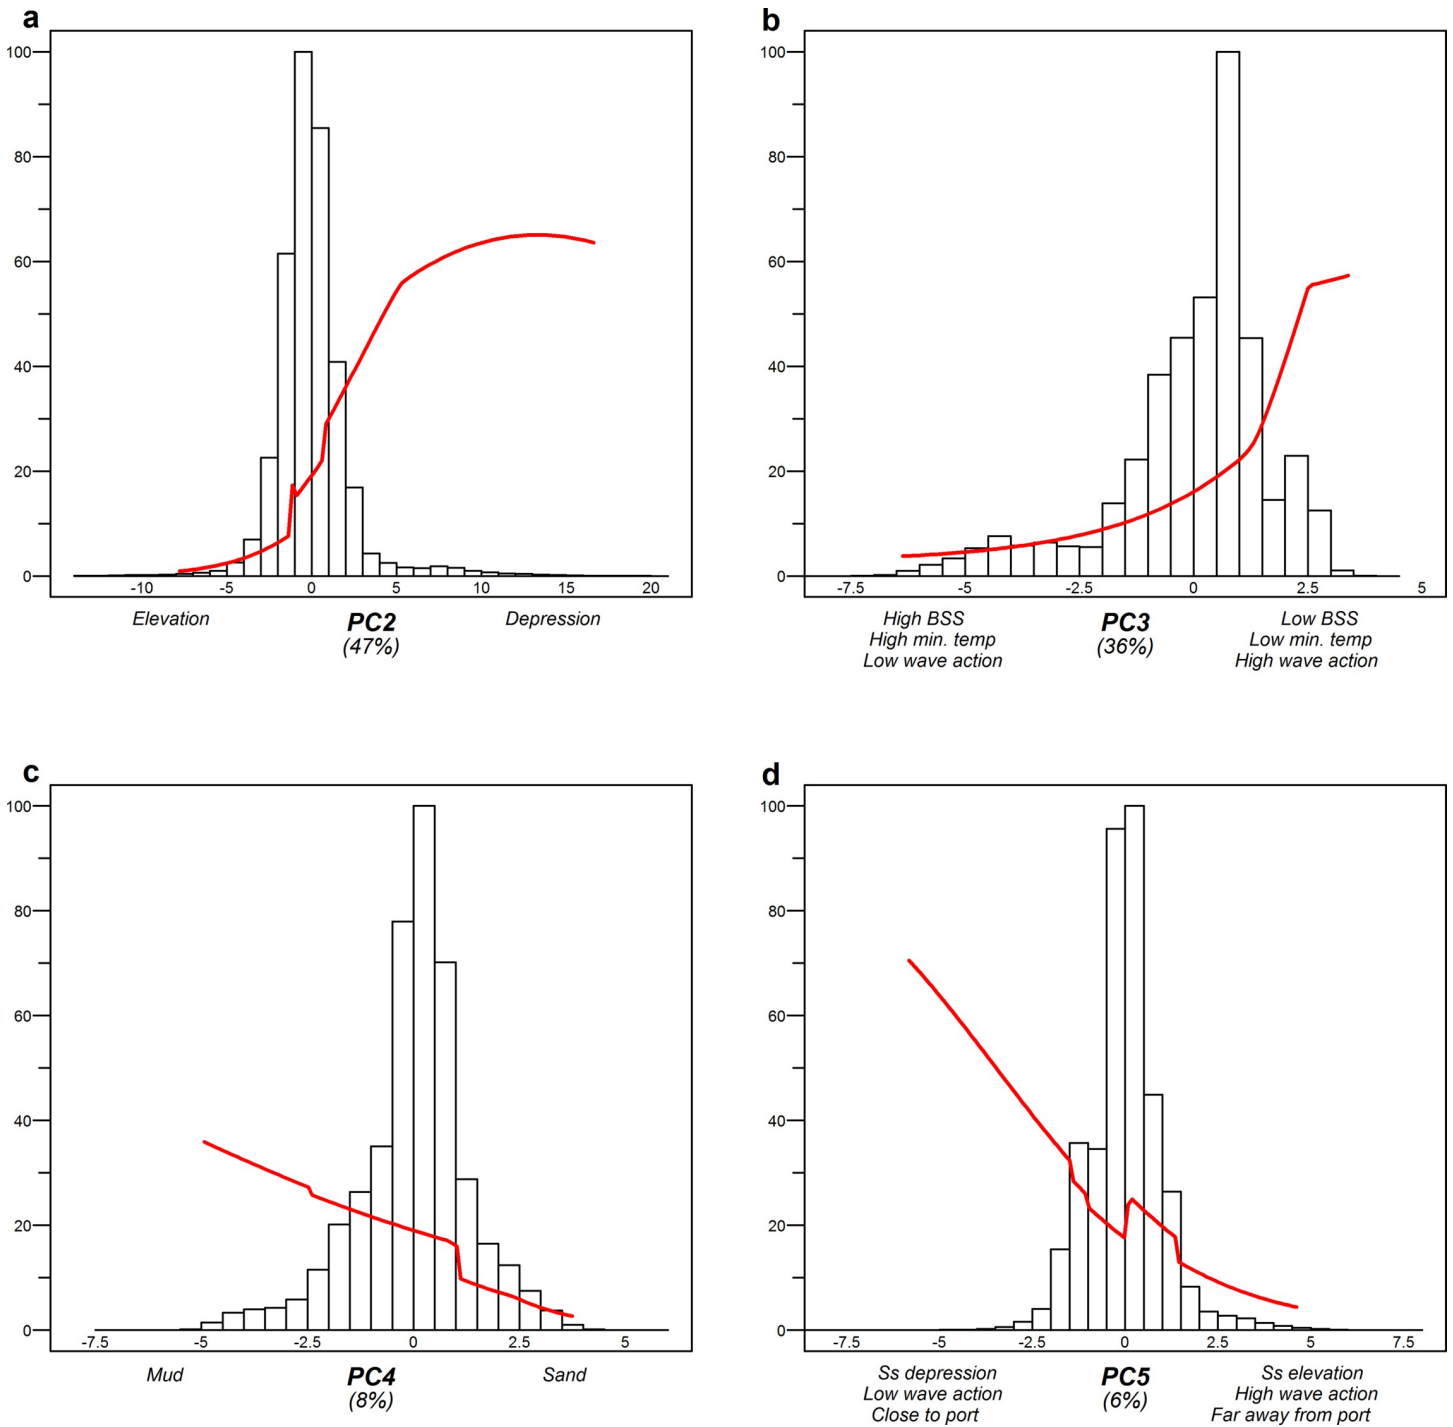 a
100
80
60
40
20
0
-10 -5 0 5 10 15 20
Elevation PC2 Depression
(47%)
b
100
80
60
40
20
0
-7.5 -5 -2.5 0 2.5 5
High BSS PC3 Low BSS
High min. temp (36%) Low min. temp
Low wave action High wave action
c
100
80
60
40
20
0
-7.5 -5 -2.5 0 2.5 5
Mud PC4 Sand
(8%)
d
100
80
60
40
20
0
-7.5 -2.5 0 2.5 5 7.5
Ss depression PC5 Ss elevation
Low wave action (6%) High wave action
Close to port Far away from port